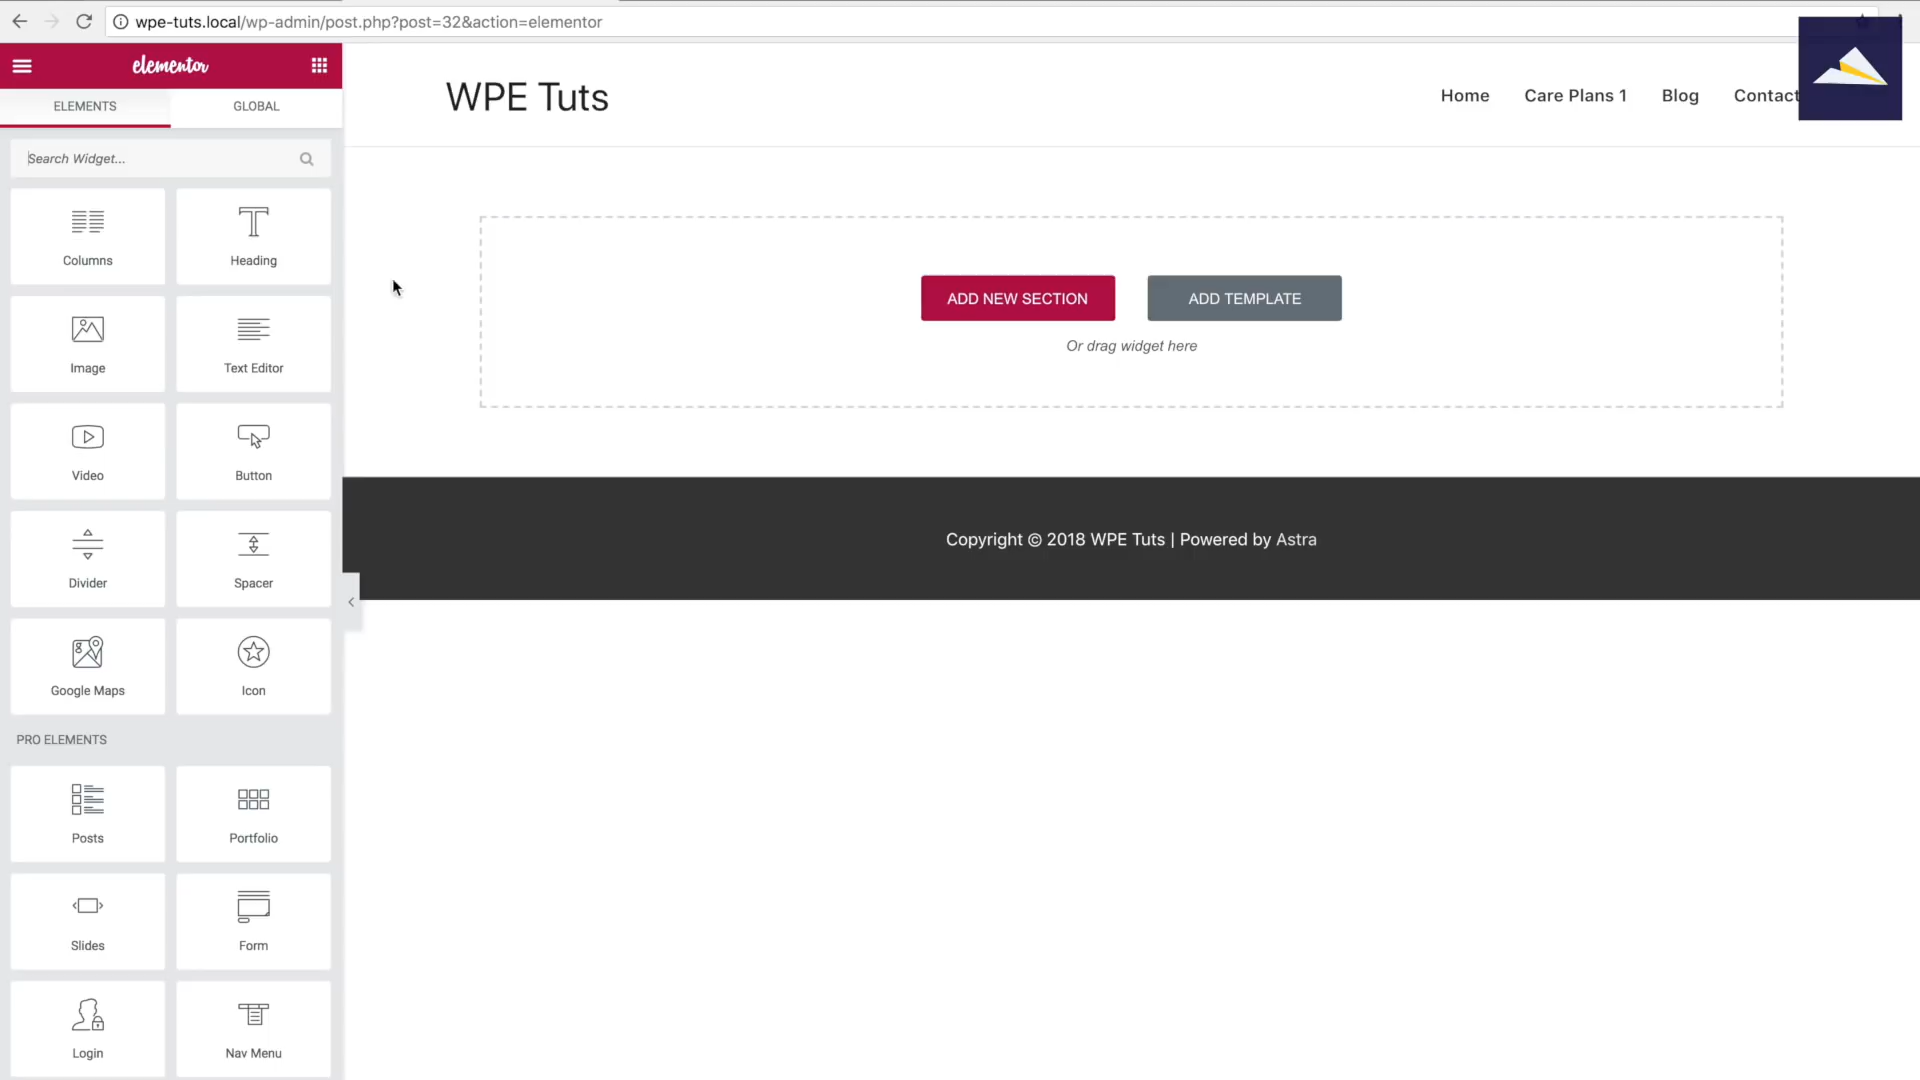 wpe-tuts.local/wp-admin/post.php?post=32&action=elementor
elementor
ELEMENTS
GLOBAL
Search Widget...
Columns
Heading
Image
Text Editor
Video
Button
Divider
Spacer
Google Maps
Icon
PRO ELEMENTS
Posts
Portfolio
Slides
Form
Login
Nav Menu
WPE Tuts
Home
Care Plans 1
Blog
Contact
ADD NEW SECTION
ADD TEMPLATE
Or drag widget here
Copyright © 2018 WPE Tuts | Powered by Astra